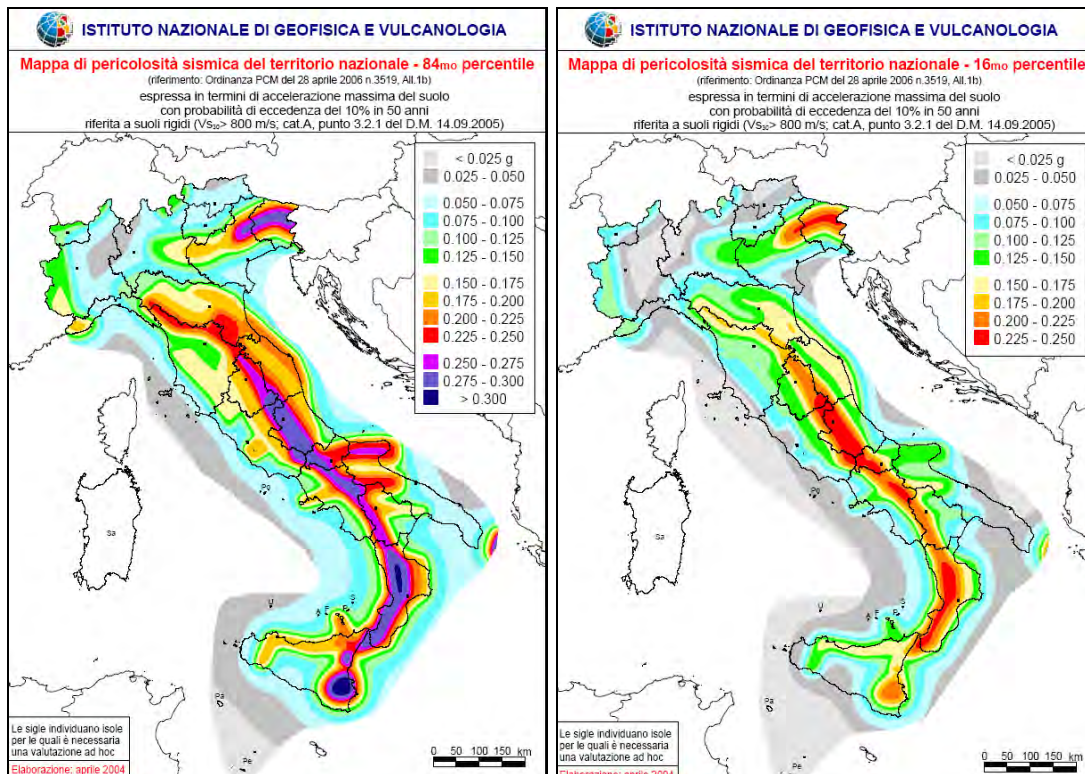 ISTITUTO NAZIONALE DI GEOFISICA E VULCANOLOGIA
Mappa di pericolosità sismica del territorio nazionale - 84mo percentile
(riferimento: Ordinanza PCM del 28 aprile 2006 n.3519, All.1b)
espressa in termini di accelerazione massima del suolo
con probabilità di eccedenza del 10% in 50 anni
riferita a suoli rigidi (Vs30> 800 m/s; cat.A, punto 3.2.1 del D.M. 14.09.2005)
< 0.025 g
0.025 - 0.050
0.050 - 0.075
0.075 - 0.100
0.100 - 0.125
0.125 - 0.150
0.150 - 0.175
0.175 - 0.200
0.200 - 0.225
0.225 - 0.250
0.250 - 0.275
0.275 - 0.300
> 0.300
Sa
Po
U
A
F
P
S
Pa
Pe
Le sigle individuano isole
per le quali è necessaria
una valutazione ad hoc
Elaborazione: aprile 2004
0 50 100 150 km
ISTITUTO NAZIONALE DI GEOFISICA E VULCANOLOGIA
Mappa di pericolosità sismica del territorio nazionale - 16mo percentile
(riferimento: Ordinanza PCM del 28 aprile 2006 n.3519, All.1b)
espressa in termini di accelerazione massima del suolo
con probabilità di eccedenza del 10% in 50 anni
riferita a suoli rigidi (Vs30> 800 m/s; cat.A, punto 3.2.1 del D.M. 14.09.2005)
< 0.025 g
0.025 - 0.050
0.050 - 0.075
0.075 - 0.100
0.100 - 0.125
0.125 - 0.150
0.150 - 0.175
0.175 - 0.200
0.200 - 0.225
0.225 - 0.250
Sa
Po
U
A
F
S
Pa
Pe
Le sigle individuano isole
per le quali è necessaria
una valutazione ad hoc
Elaborazione: aprile 2004
0 50 100 150 km